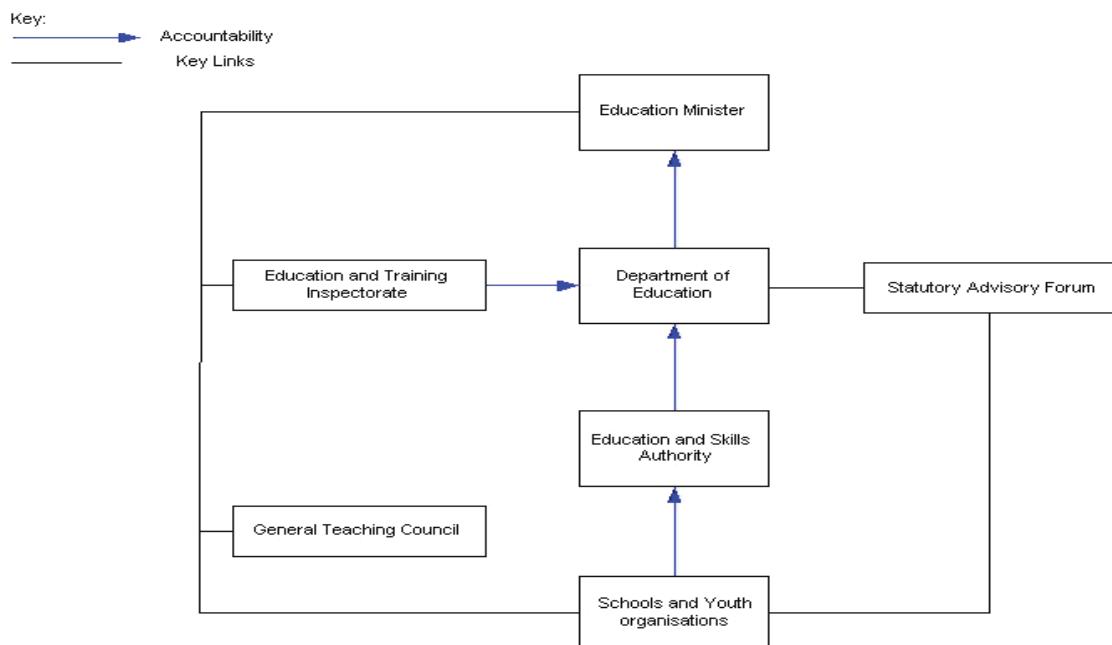 Key:
Accountability
Key Links
Education Minister
Education and Training
Inspectorate
Department of
Education
Statutory Advisory Forum
Education and Skills
Authority
General Teaching Council
Schools and Youth
organisations